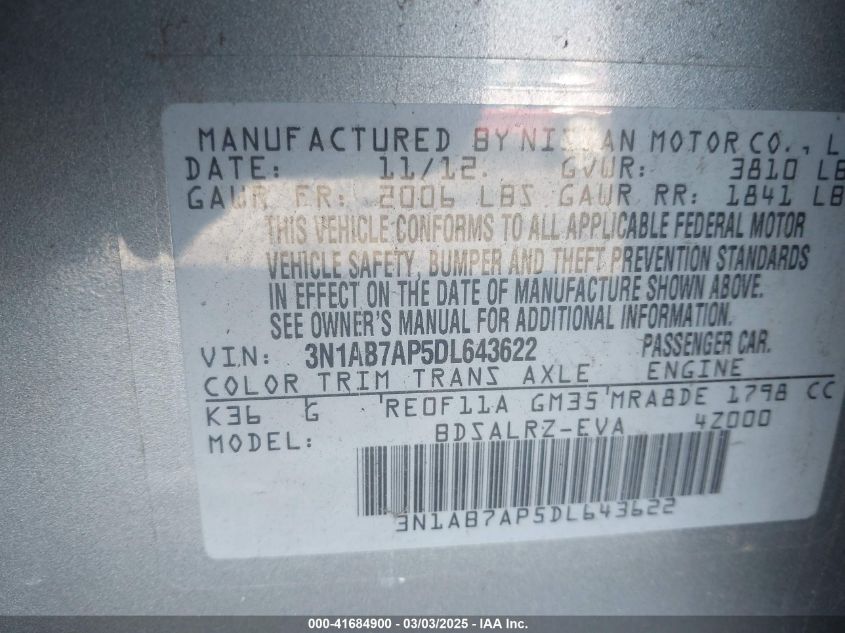 MANUFACTURED BY NISSAN MOTOR CO., L
DATE: 11/12. GVWR: 3810 LB
GAWR FR: 2006 LBS GAWR RR: 1841 LB
THIS VEHICLE CONFORMS TO ALL APPLICABLE FEDERAL MOTOR
VEHICLE SAFETY, BUMPER AND THEFT PREVENTION STANDARDS
IN EFFECT ON THE DATE OF MANUFACTURE SHOWN ABOVE.
SEE OWNER'S MANUAL FOR ADDITIONAL INFORMATION.
VIN: 3N1AB7AP5DL643622 PASSENGER CAR.
COLOR TRIM TRANS AXLE ENGINE
K36 G RE0F11A GM35 MRA8DE 1798 CC
MODEL: BDSALRZ-EVA 4Z000
3N1AB7AP5DL643622
000-41684900 - 03/03/2025 - IAA Inc.